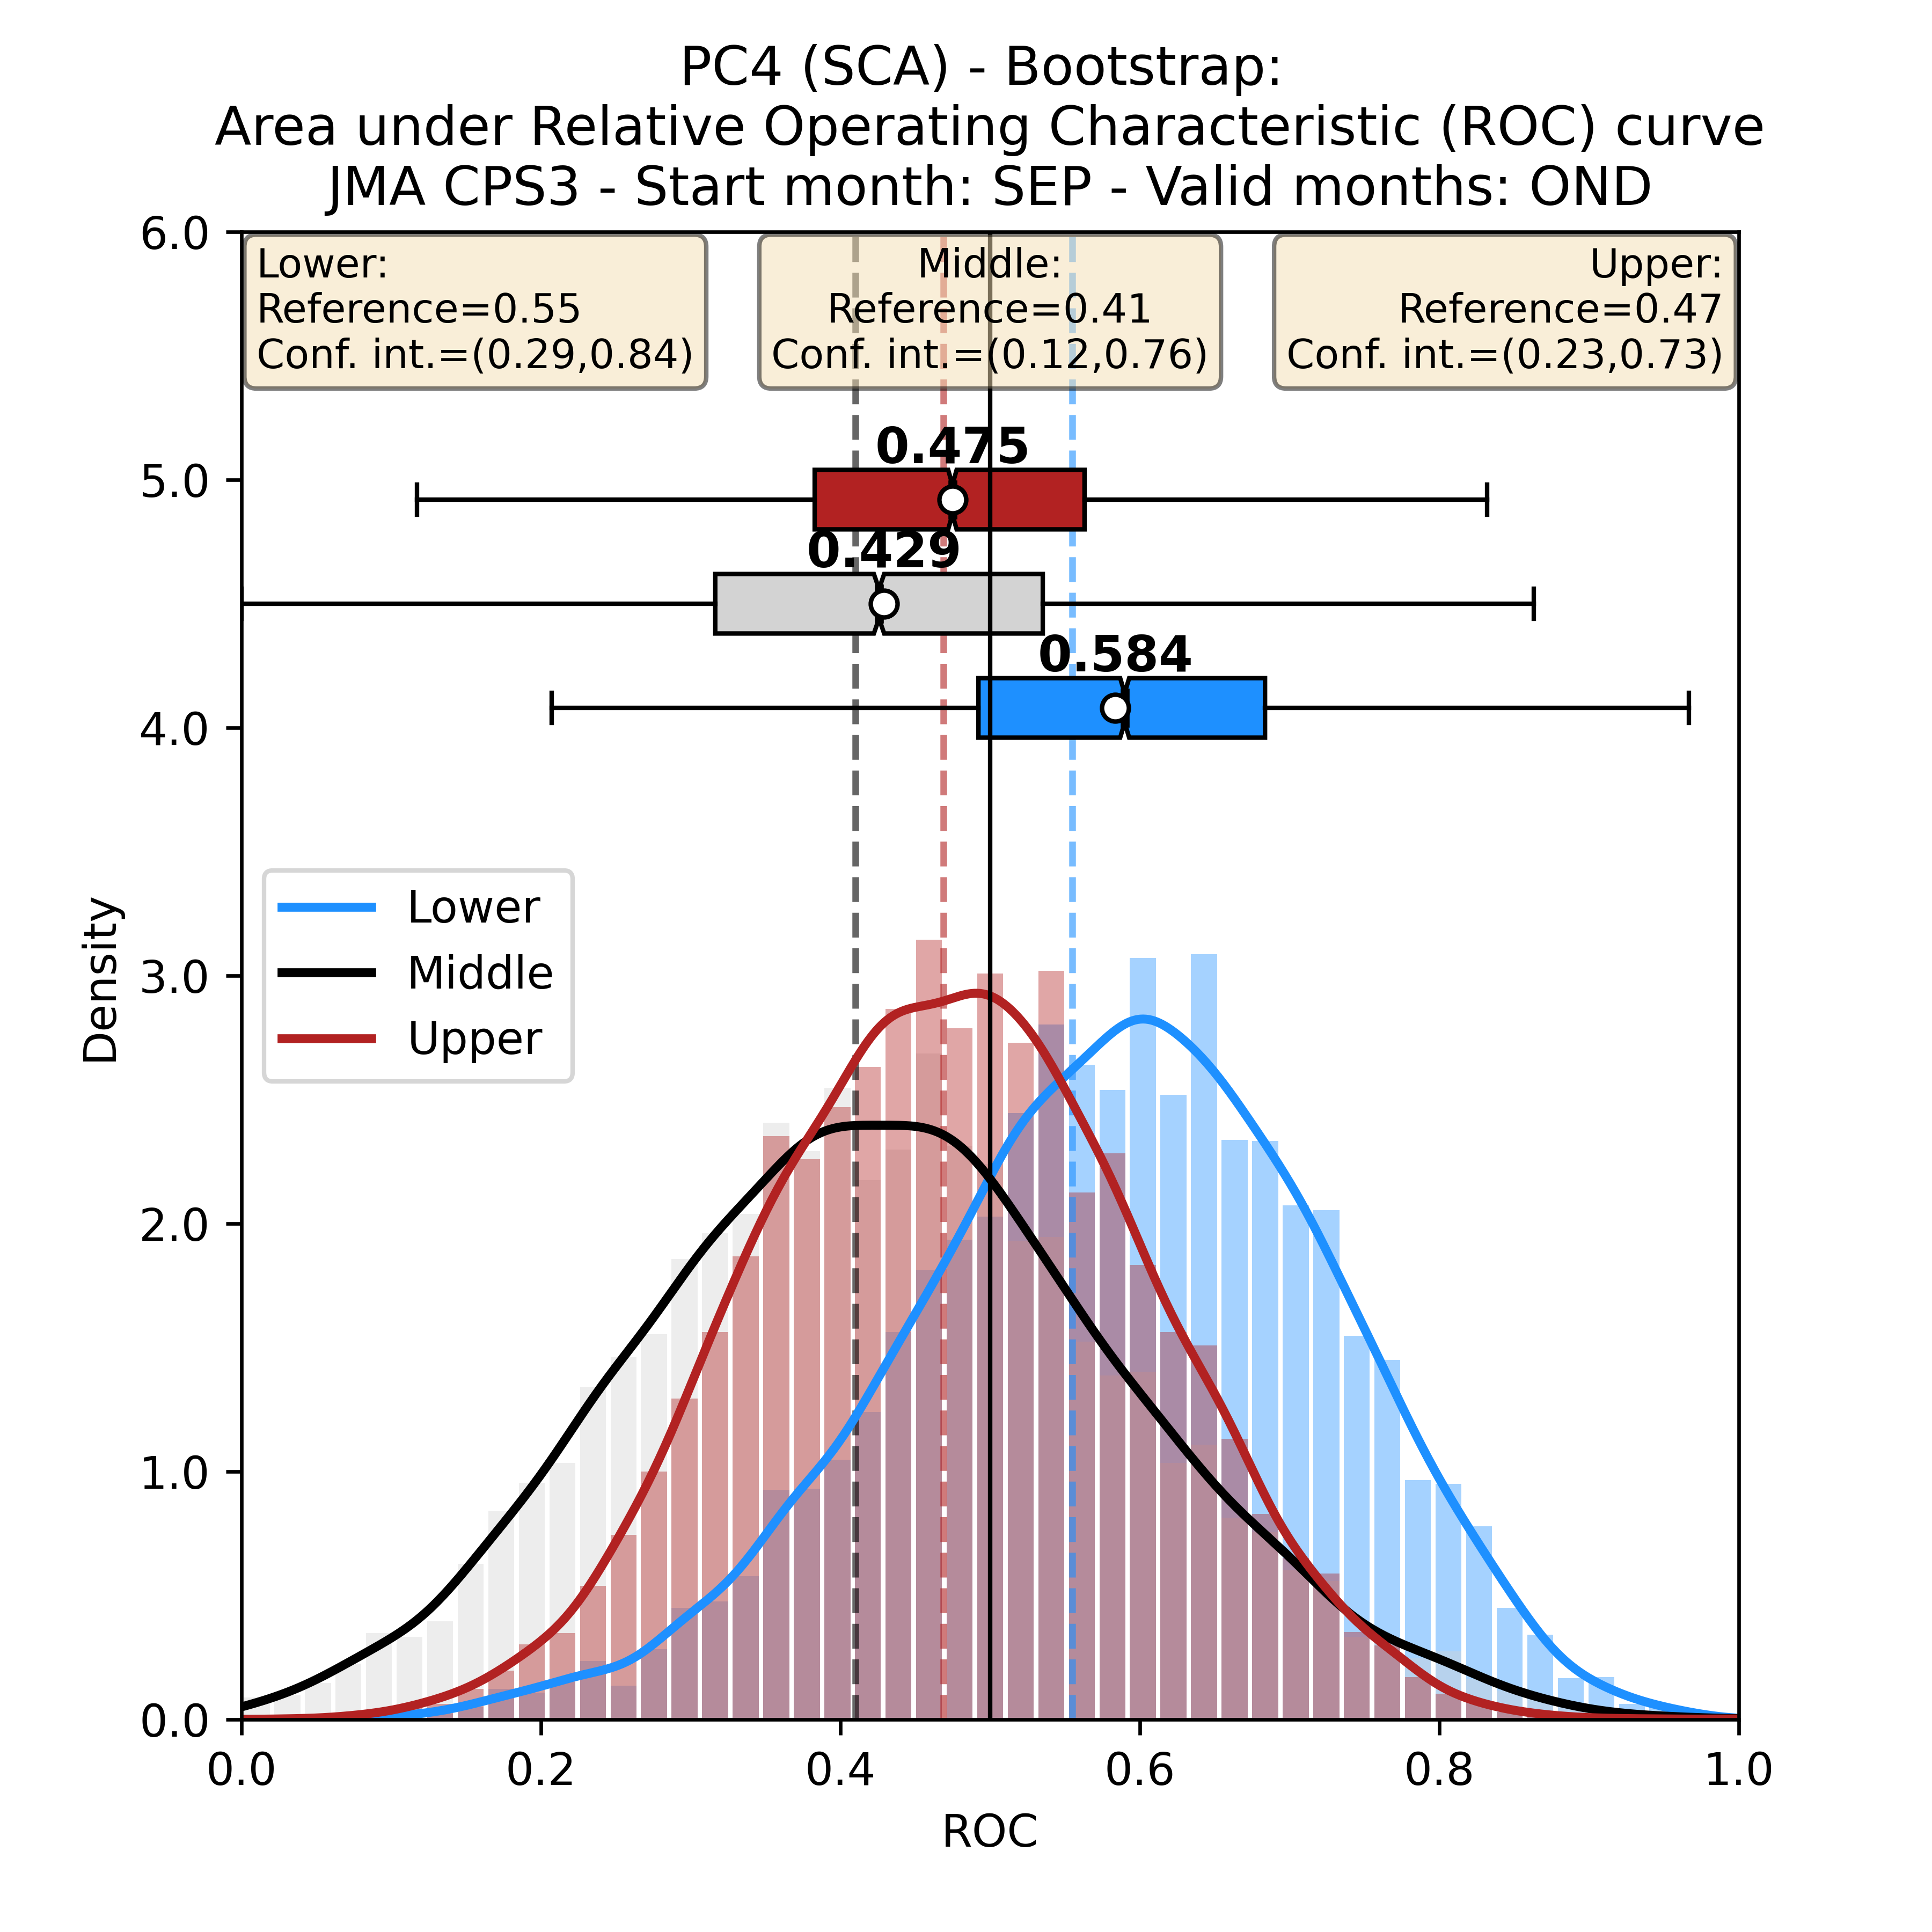 PC4 (SCA) - Bootstrap:
Area under Relative Operating Characteristic (ROC) curve
JMA CPS3 - Start month: SEP - Valid months: OND
Lower:
Reference=0.55
Conf. int.=(0.29,0.84)
Middle:
Reference=0.41
Conf. int.=(0.12,0.76)
Upper:
Reference=0.47
Conf. int.=(0.23,0.73)
0.475
0.429
0.584
Lower
Middle
Upper
Density
6.0
5.0
4.0
3.0
2.0
1.0
0.0
0.0
0.2
0.4
0.6
0.8
1.0
ROC